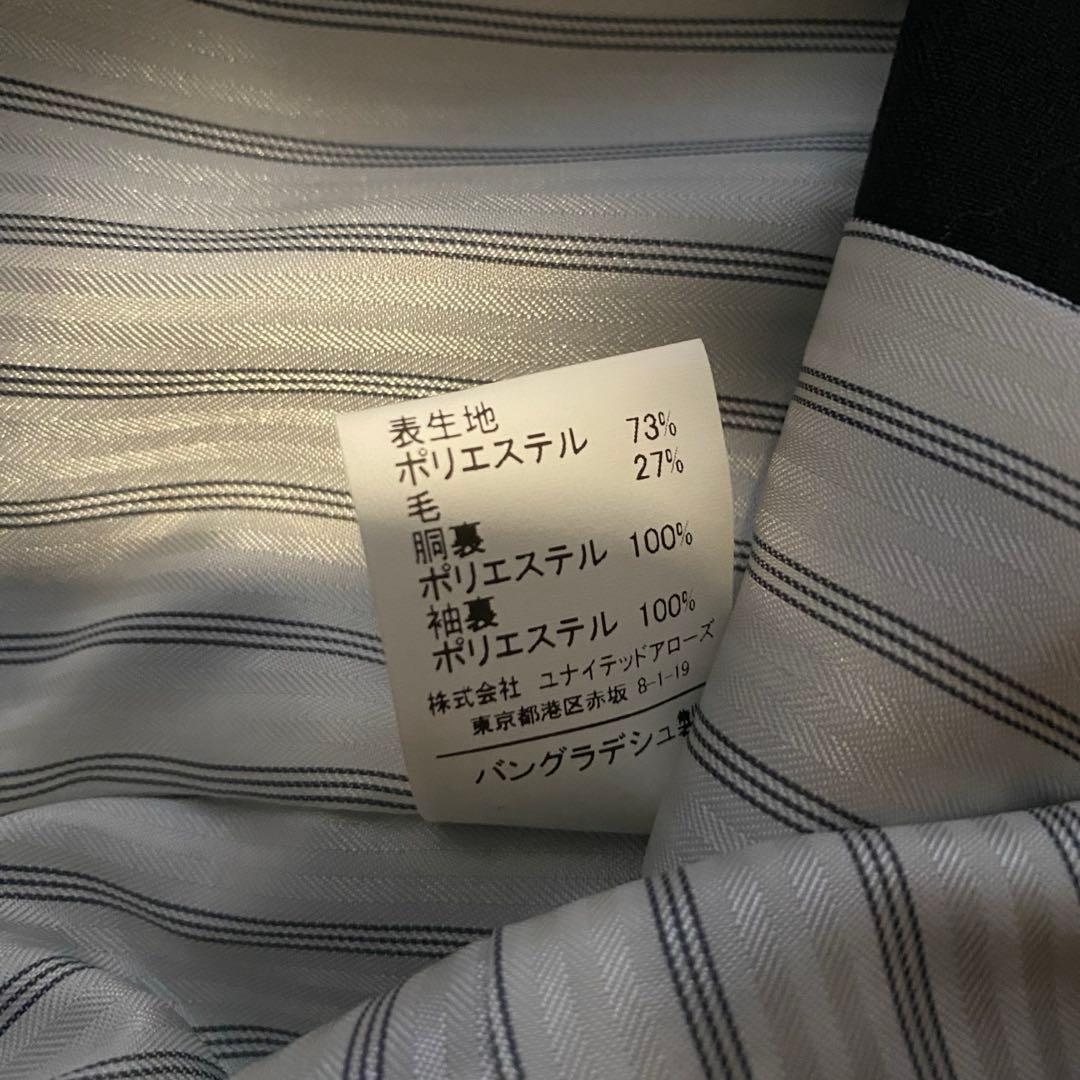 表生地
ポリエステル 73%
毛 27%
胴裏
ポリエステル 100%
袖裏
ポリエステル 100%
株式会社 ユナイテッドアローズ
東京都港区赤坂 8-1-19
バングラデシュ製